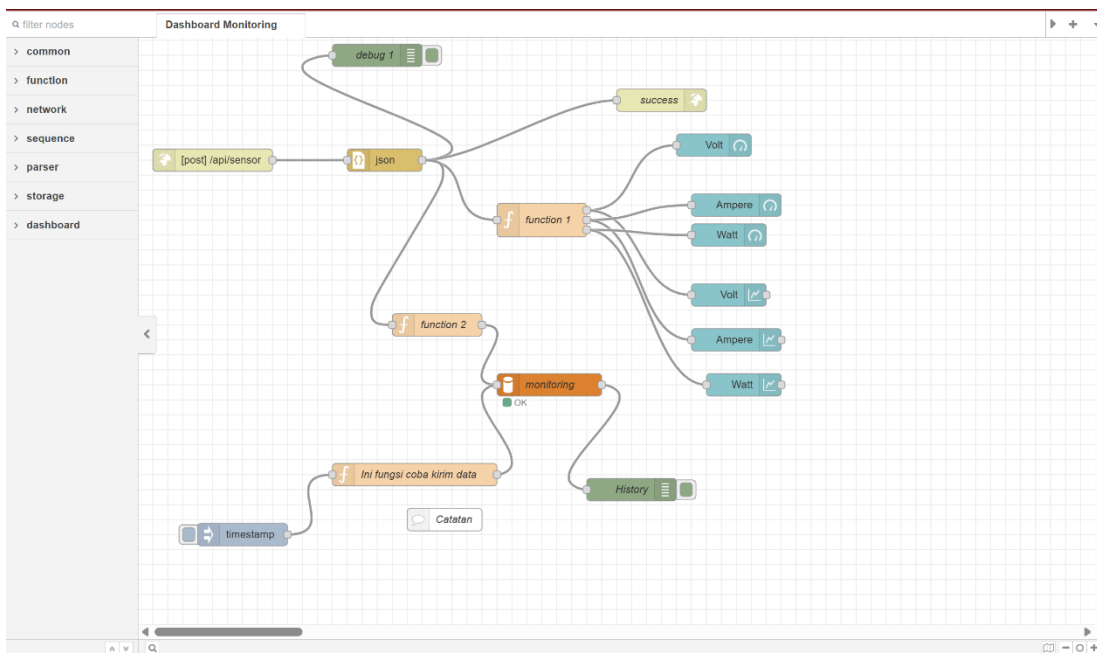 filter nodes
Dashboard Monitoring
common
function
network
sequence
parser
storage
dashboard
debug 1
success
[post] /api/sensor
json
Volt
function 1
Ampere
Watt
Volt
function 2
Ampere
monitoring
Watt
OK
Ini fungsi coba kirim data
History
Catatan
timestamp